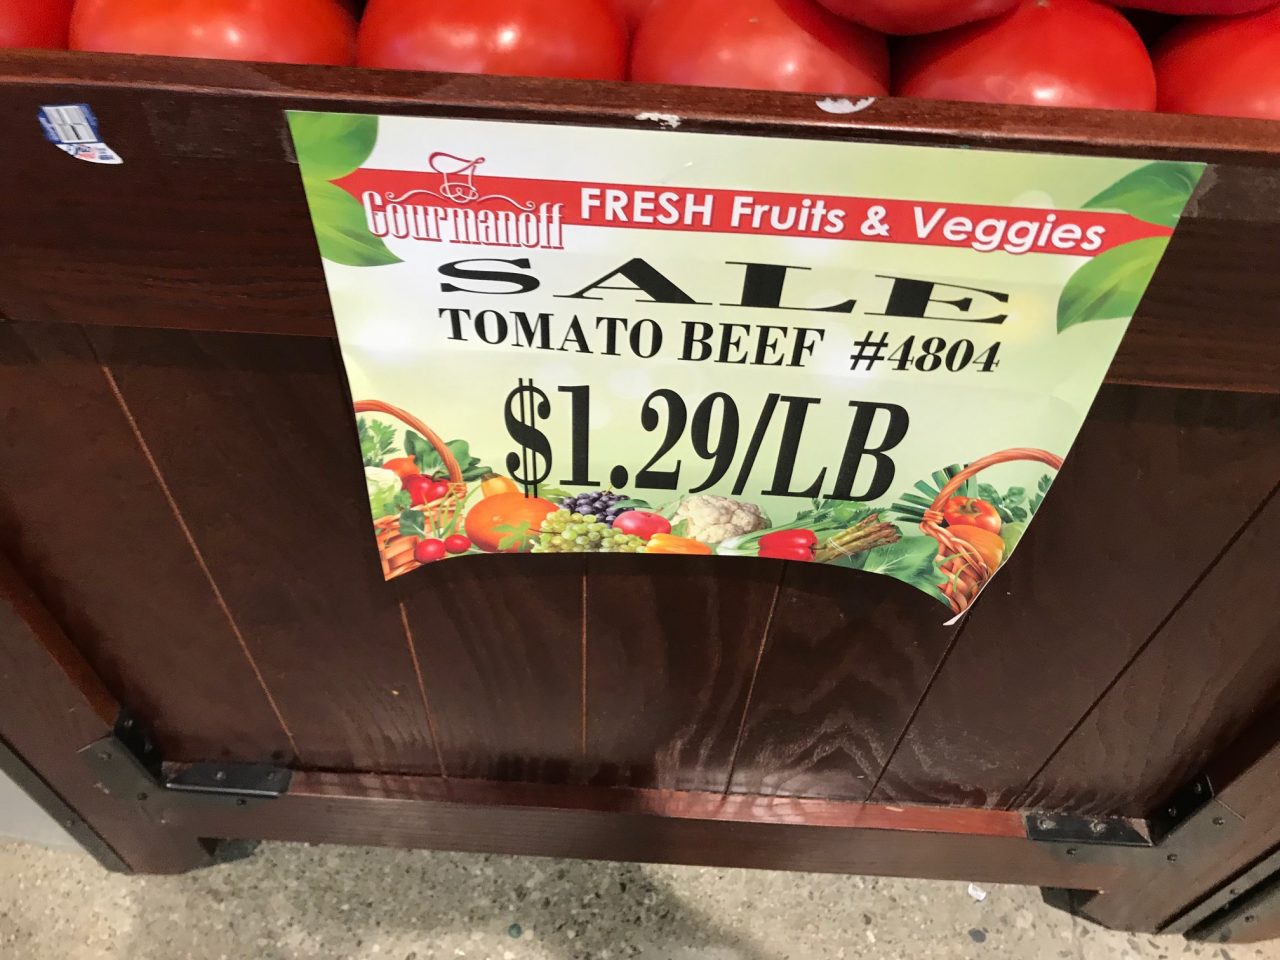 Gourmanoff FRESH Fruits & Veggies
SALE
TOMATO BEEF #4804
$1.29/LB